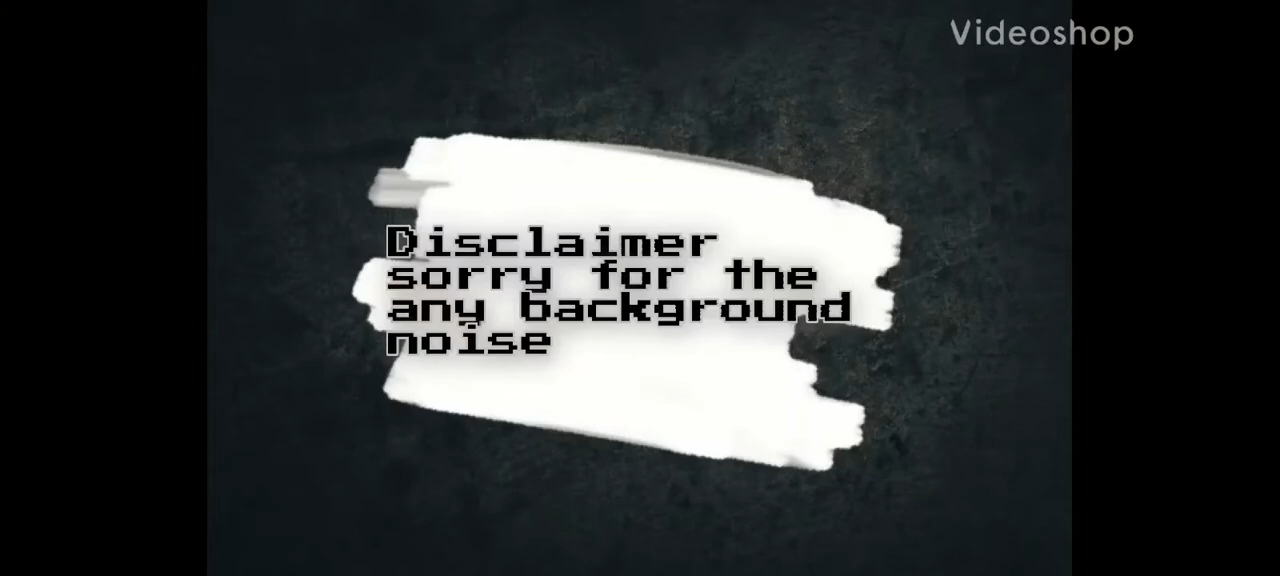 Videoshop
Disclaimer
sorry for the
any background
noise